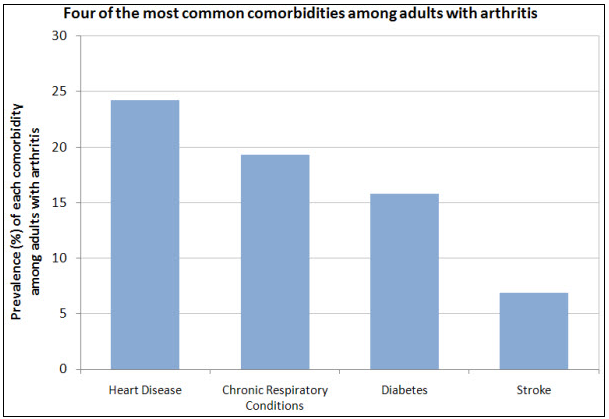 Four of the most common comorbidities among adults with arthritis
Prevalence (%) of each comorbidity
among adults with arthritis
30
25
20
15
10
5
0
Heart Disease
Chronic Respiratory
Conditions
Diabetes
Stroke